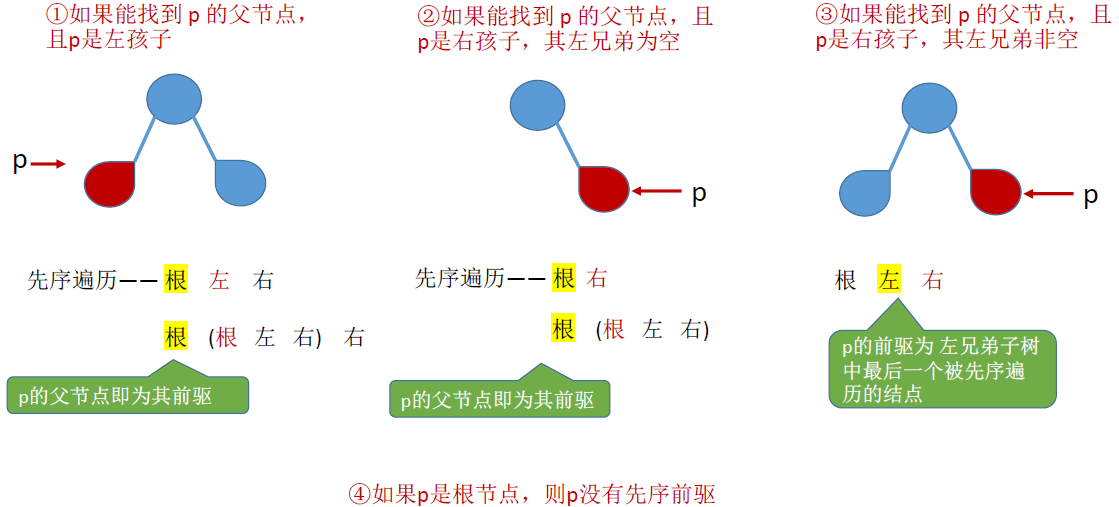 ①如果能找到 p 的父节点，
且p是左孩子
p
先序遍历—— 根 左 右
根 (根 左 右) 右
p的父节点即为其前驱
②如果能找到 p 的父节点，且
p是右孩子，其左兄弟为空
p
先序遍历—— 根 右
根 (根 左 右)
p的父节点即为其前驱
③如果能找到 p 的父节点，且
p是右孩子，其左兄弟非空
p
根 左 右
p的前驱为 左兄弟子树
中最后一个被先序遍
历的结点
④如果p是根节点，则p没有先序前驱